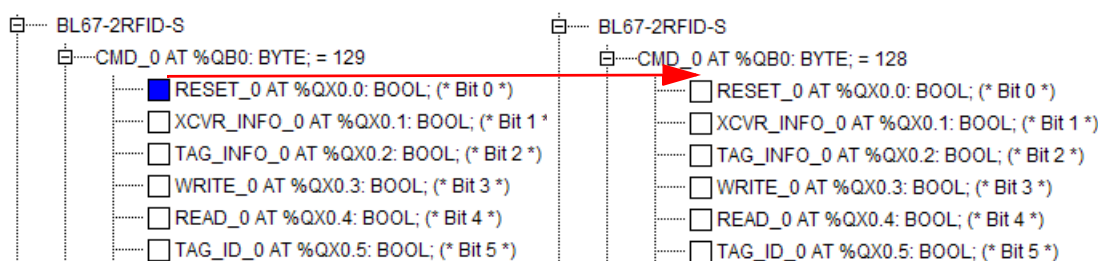 BL67-2RFID-S
CMD_0 AT %QB0: BYTE; = 129
RESET_0 AT %QX0.0: BOOL; (* Bit 0 *)
XCVR_INFO_0 AT %QX0.1: BOOL; (* Bit 1 *
TAG_INFO_0 AT %QX0.2: BOOL; (* Bit 2 *)
WRITE_0 AT %QX0.3: BOOL; (* Bit 3 *)
READ_0 AT %QX0.4: BOOL; (* Bit 4 *)
TAG_ID_0 AT %QX0.5: BOOL; (* Bit 5 *)
BL67-2RFID-S
CMD_0 AT %QB0: BYTE; = 128
RESET_0 AT %QX0.0: BOOL; (* Bit 0 *)
XCVR_INFO_0 AT %QX0.1: BOOL; (* Bit 1 *)
TAG_INFO_0 AT %QX0.2: BOOL; (* Bit 2 *)
WRITE_0 AT %QX0.3: BOOL; (* Bit 3 *)
READ_0 AT %QX0.4: BOOL; (* Bit 4 *)
TAG_ID_0 AT %QX0.5: BOOL; (* Bit 5 *)